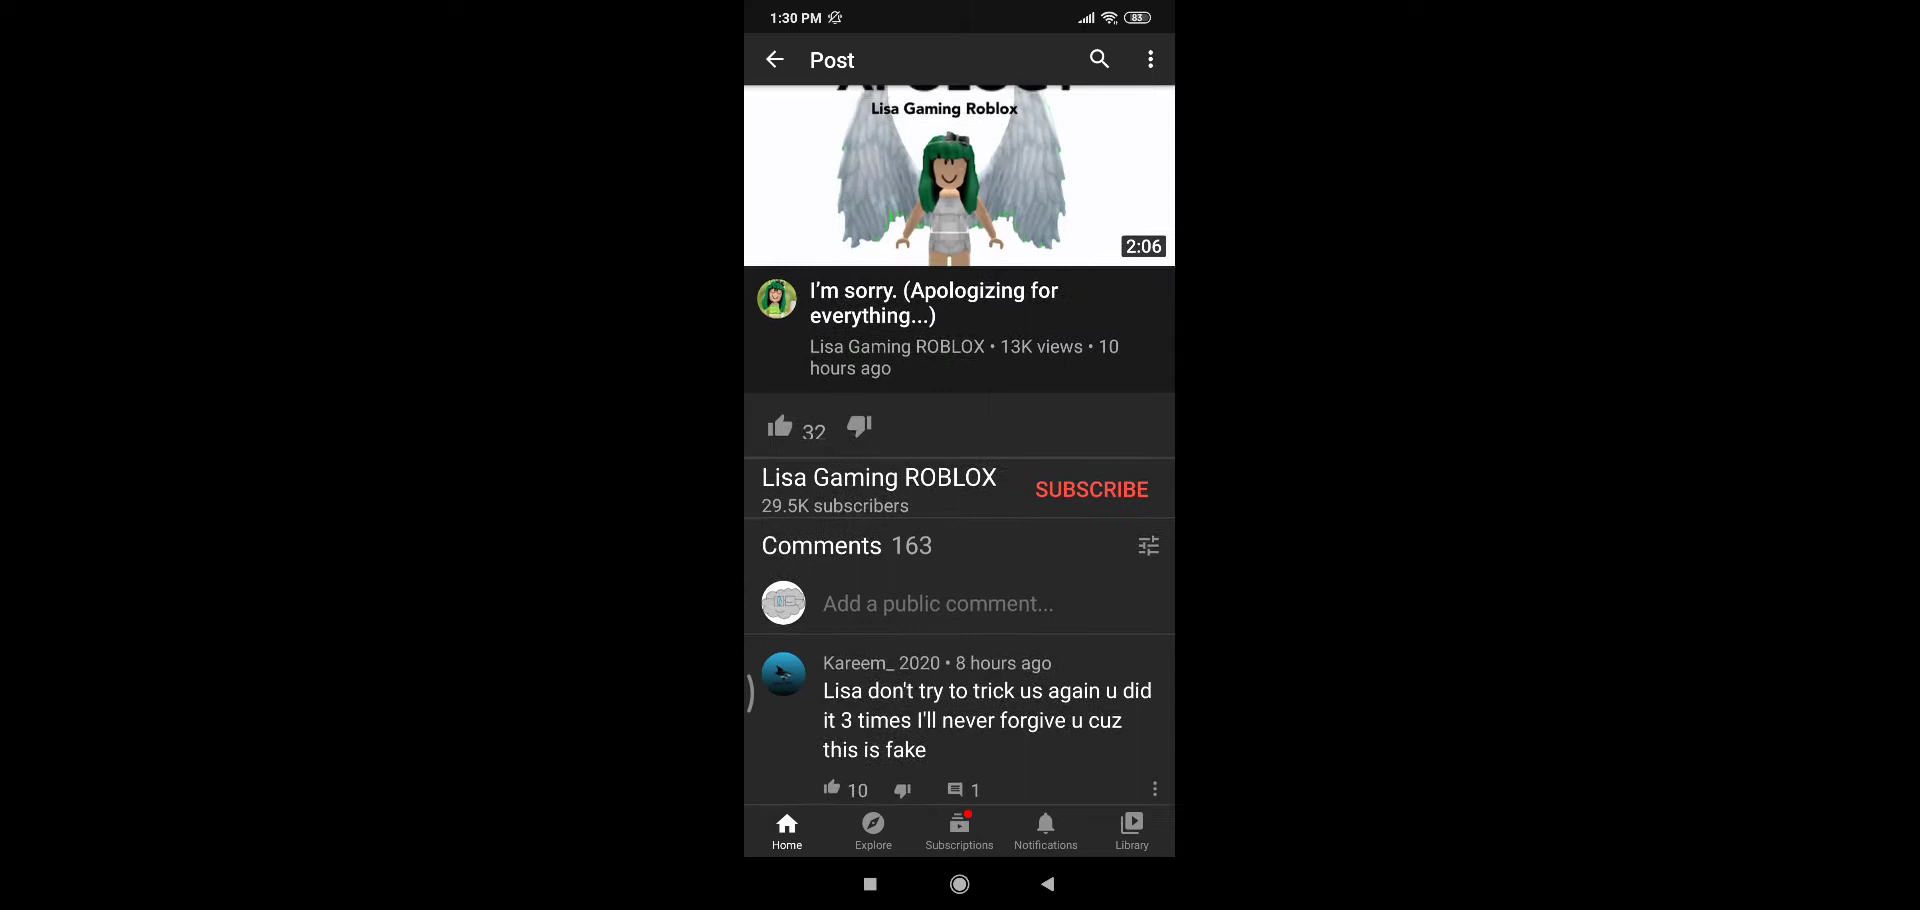 1:30 PM
83
Post
Lisa Gaming Roblox
2:06
I'm sorry. (Apologizing for
everything...)
Lisa Gaming ROBLOX • 13K views • 10
hours ago
32
Lisa Gaming ROBLOX
SUBSCRIBE
29.5K subscribers
Comments 163
Add a public comment...
Kareem_ 2020 • 8 hours ago
Lisa don't try to trick us again u did
it 3 times I'll never forgive u cuz
this is fake
10
1
Home
Explore
Subscriptions
Notifications
Library